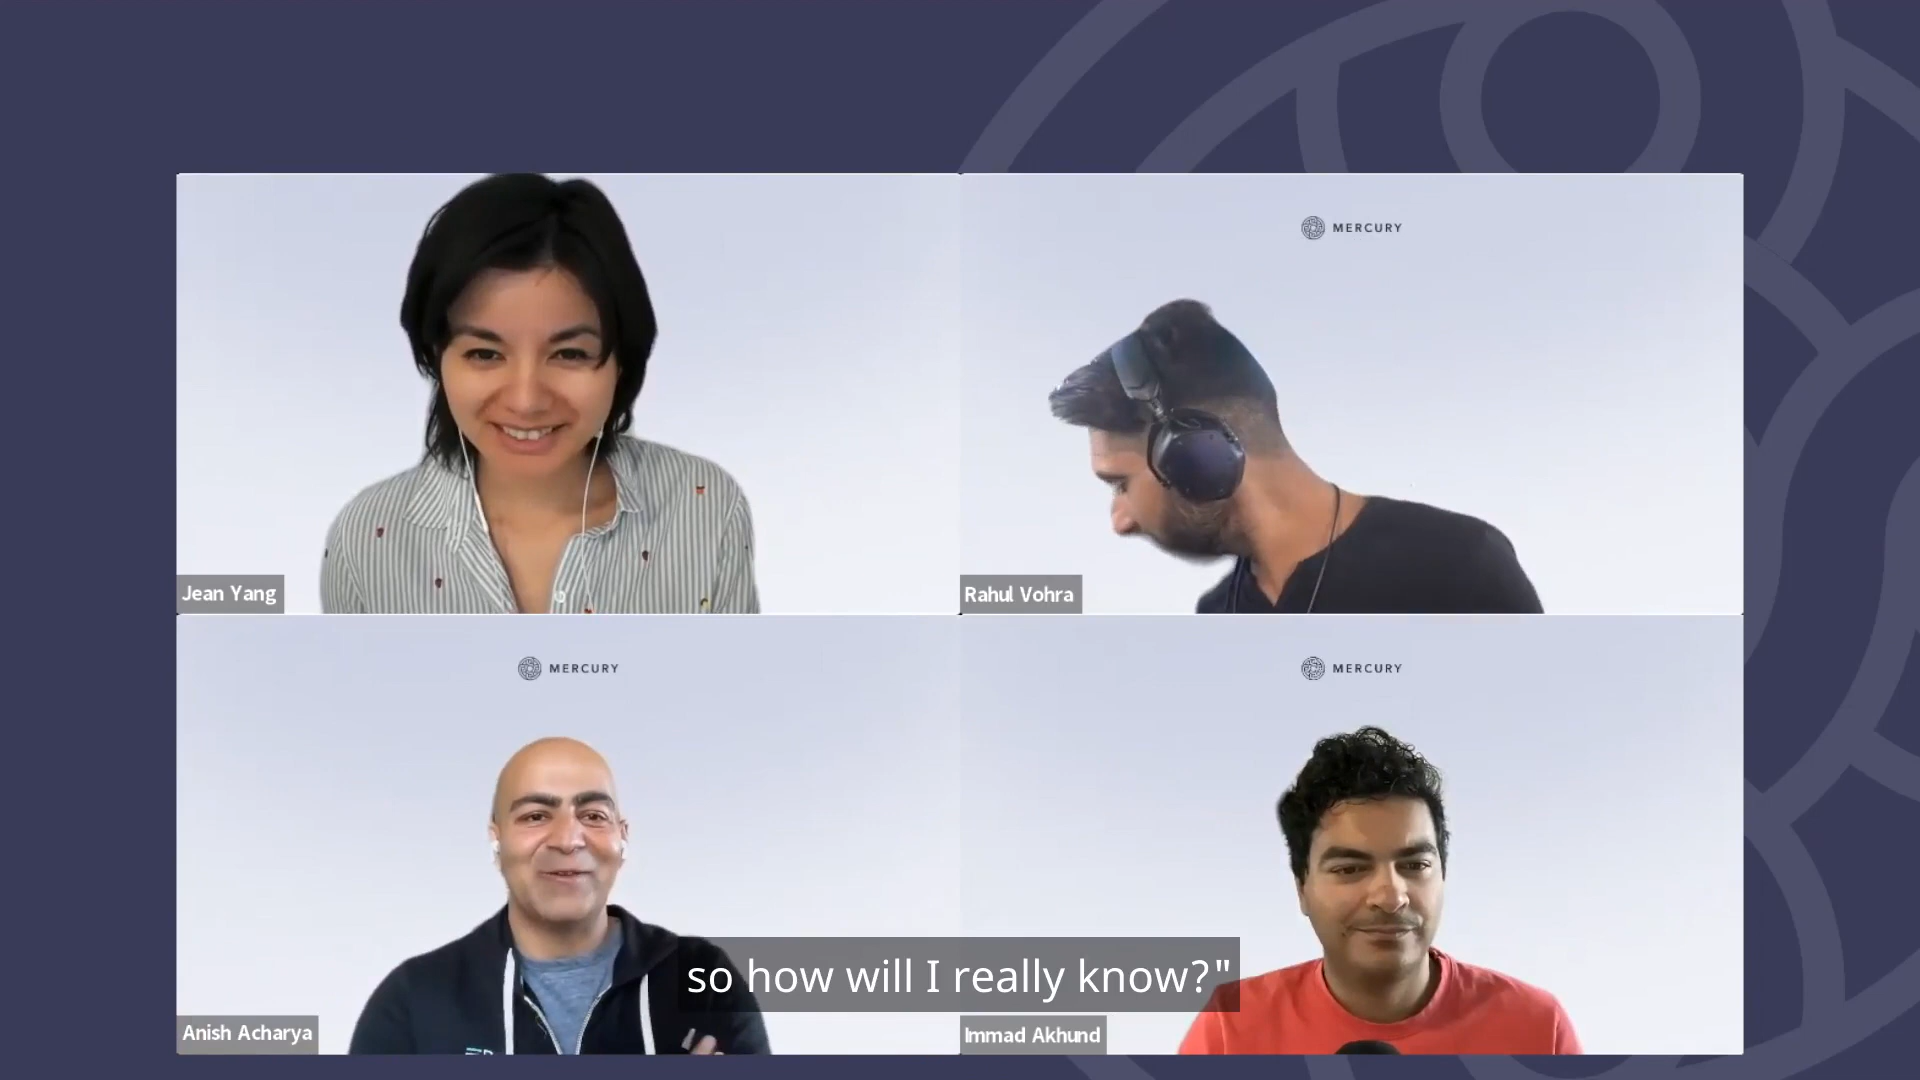 MERCURY
Jean Yang
Rahul Vohra
MERCURY
MERCURY
so how will I really know?"
Anish Acharya
Immad Akhund